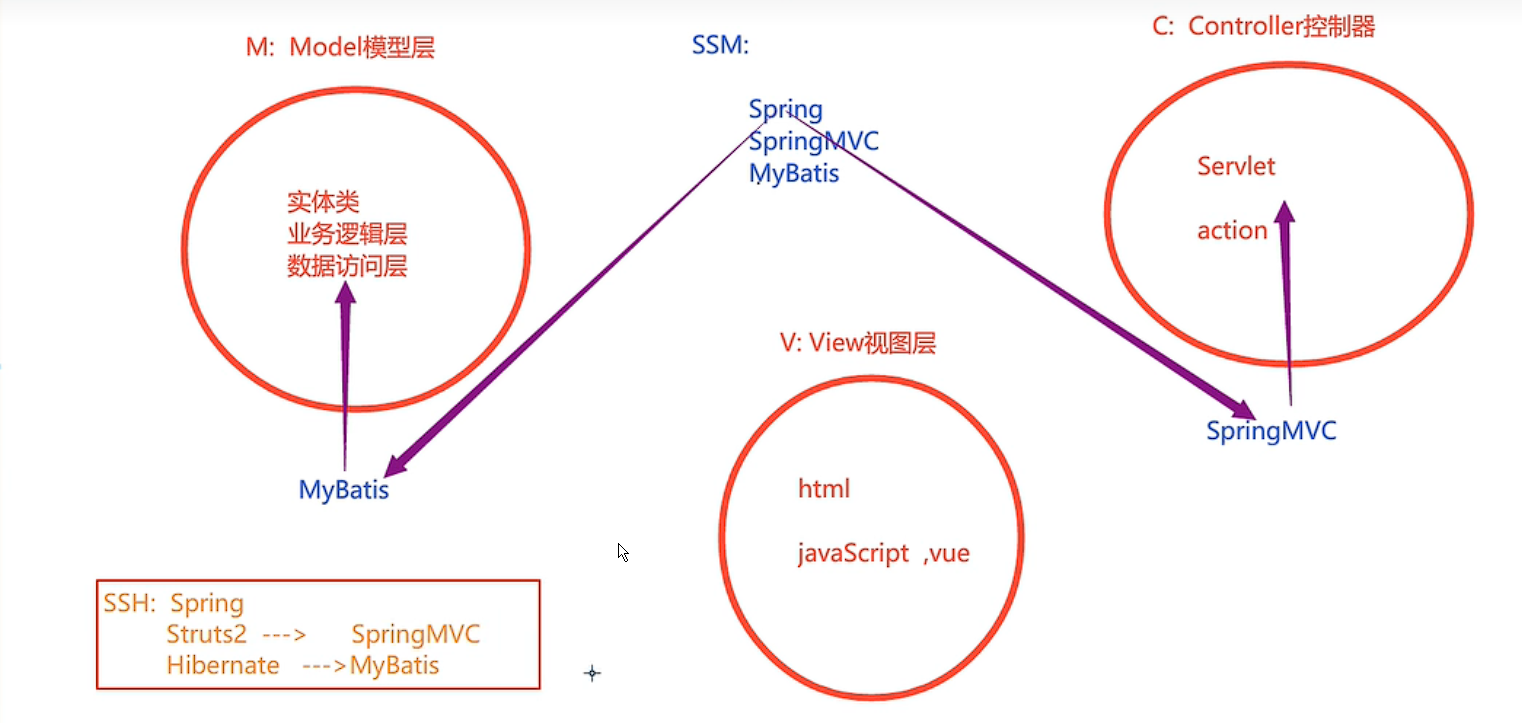 M:  Model模型层
实体类
业务逻辑层
数据访问层
MyBatis
SSM:
Spring
SpringMVC
MyBatis
C:  Controller控制器
Servlet
action
SpringMVC
V: View视图层
html
javaScript  ,vue
SSH:  Spring
Struts2  --->  SpringMVC
Hibernate  --->MyBatis